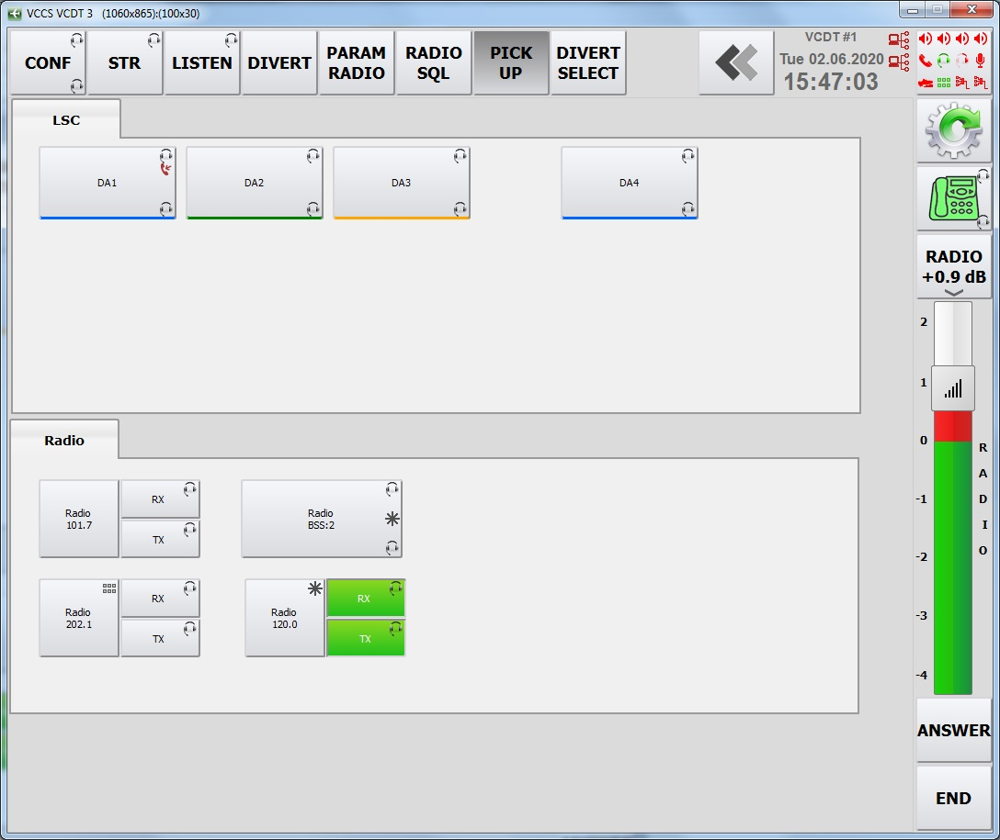 VCCS VCDT 3 (1060x865):(100x30)
CONF
STR
LISTEN
DIVERT
PARAM
RADIO
RADIO
SQL
PICK
UP
DIVERT
SELECT
VCDT #1
Tue 02.06.2020
15:47:03
LSC
DA1
DA2
DA3
DA4
RADIO
+0.9 dB
2
1
0
-1
-2
-3
-4
R
A
D
I
O
Radio
Radio
101.7
RX
TX
Radio
BSS:2
Radio
202.1
RX
TX
Radio
120.0
RX
TX
ANSWER
END